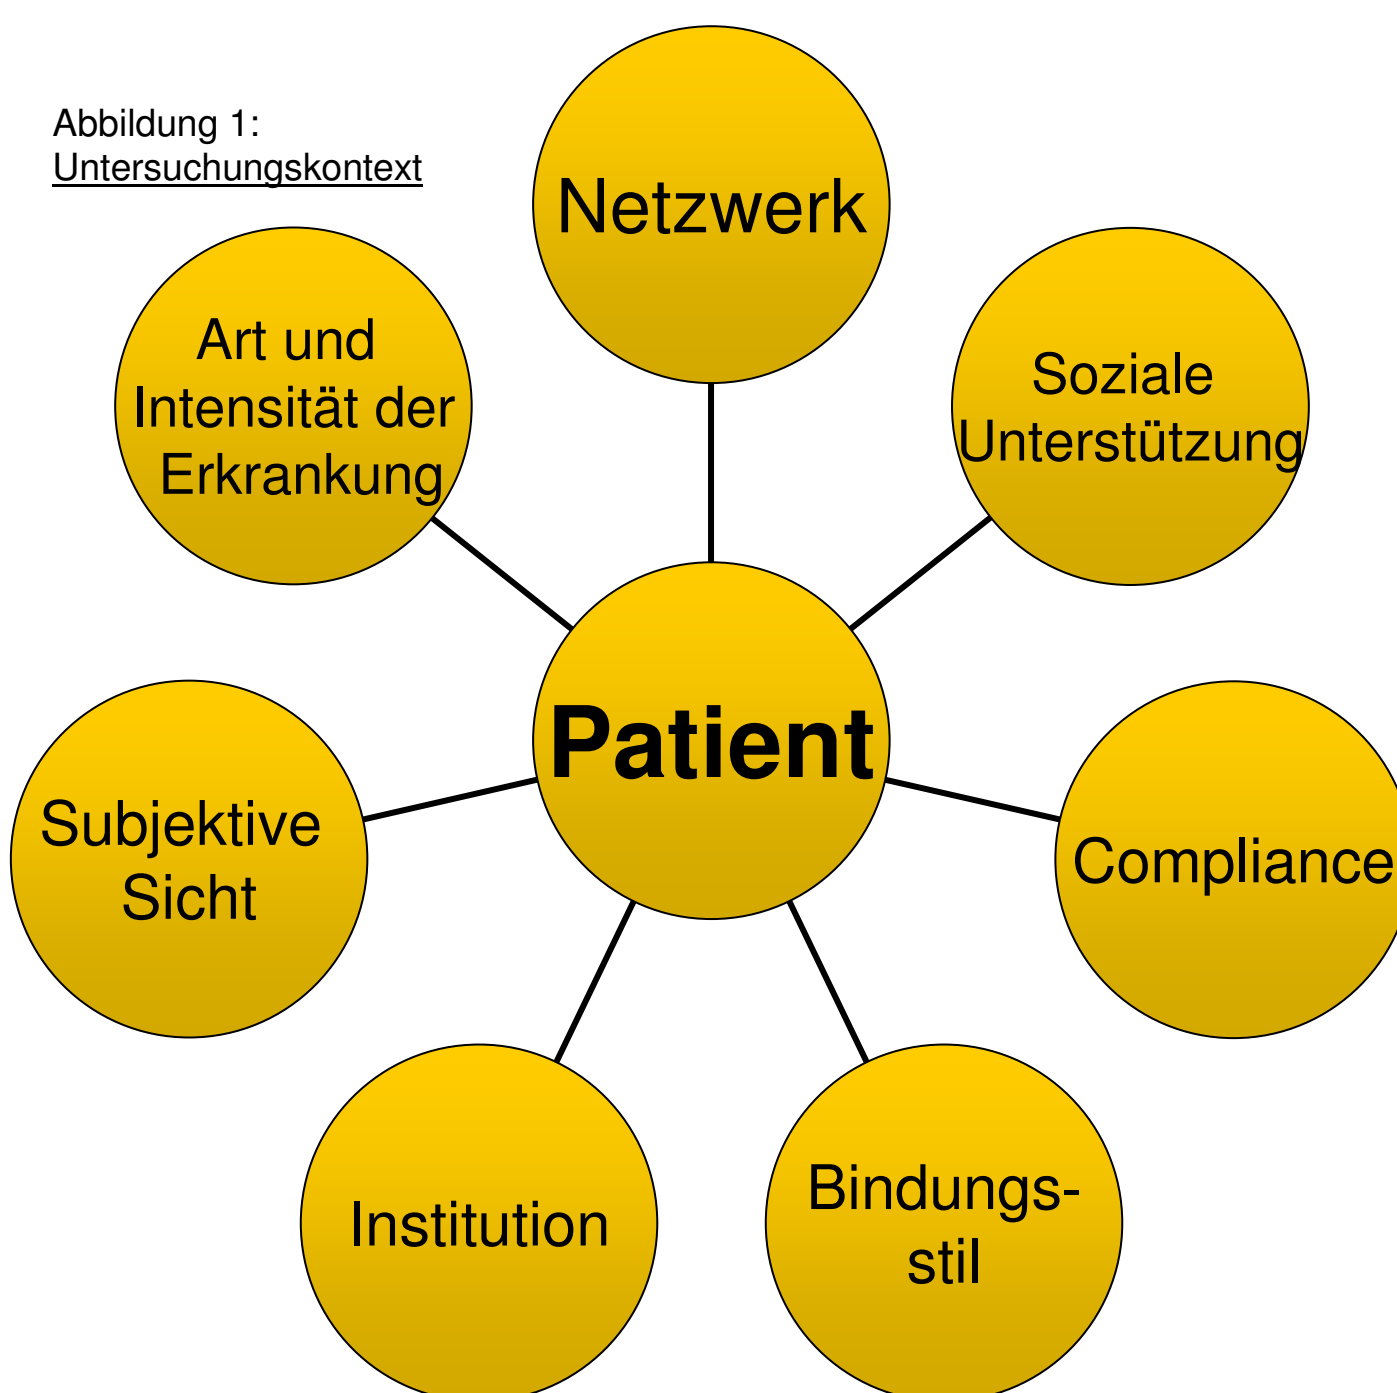 Abbildung 1:
Untersuchungskontext
Netzwerk
Art und
Intensität der
Erkrankung
Soziale
Unterstützung
Patient
Subjektive
Sicht
Compliance
Institution
Bindungs-
stil